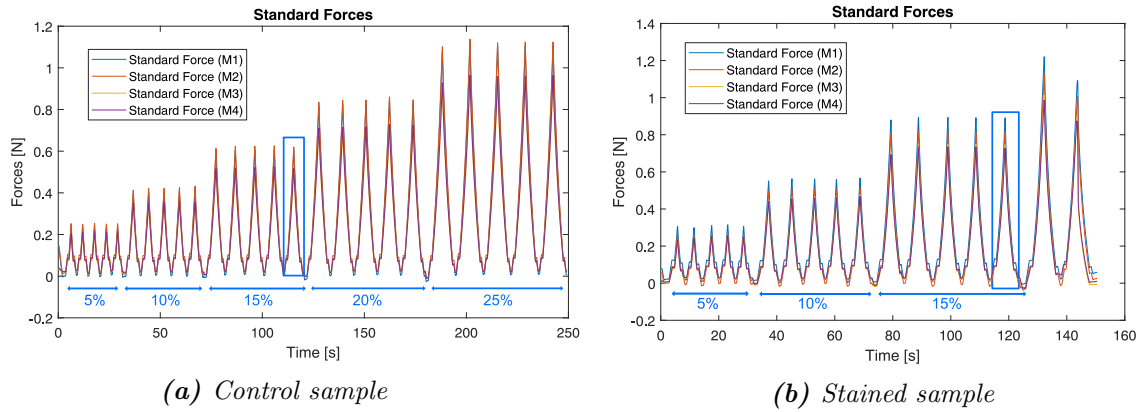 Standard Forces
1.2
1
0.8
0.6
0.4
0.2
0
-0.2
Forces [N]
Standard Force (M1)
Standard Force (M2)
Standard Force (M3)
Standard Force (M4)
5%
10%
15%
20%
25%
0
50
100
150
200
250
Time [s]
(a) Control sample
Standard Forces
1.4
1.2
1
0.8
0.6
0.4
0.2
0
-0.2
Forces [N]
Standard Force (M1)
Standard Force (M2)
Standard Force (M3)
Standard Force (M4)
5%
10%
15%
0
20
40
60
80
100
120
140
160
Time [s]
(b) Stained sample